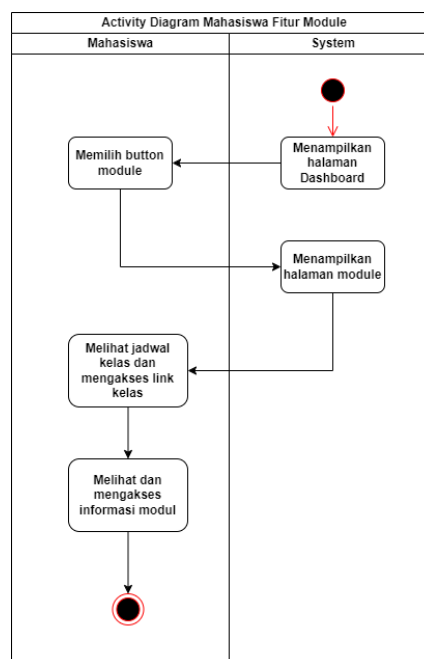 Activity Diagram Mahasiswa Fitur Module
Mahasiswa
System
Menampilkan
halaman
Dashboard
Memilih button
module
Menampilkan
halaman module
Melihat jadwal
kelas dan
mengakses link
kelas
Melihat dan
mengakses
informasi modul